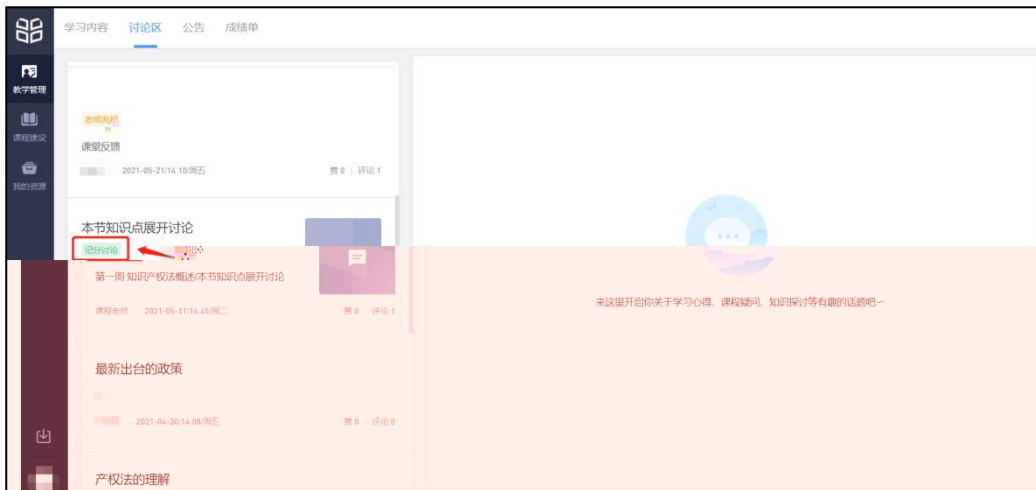 学习内容 讨论区 公告 成绩单
教学管理
课程建设
我的资源
老师发起
课堂反馈
2021-05-21/14:10/周五 赞 0 | 评论 1
本节知识点展开讨论
记分讨论
第一周 知识产权法概述/本节知识点展开讨论
课程老师 2021-05-11/14:45/周二 赞 0 评论 1
最新出台的政策
2021-04-30/14:08/周五 赞 0 评论 0
产权法的理解
来这里开启你关于学习心得、课程疑问、知识探讨等有趣的话题吧~